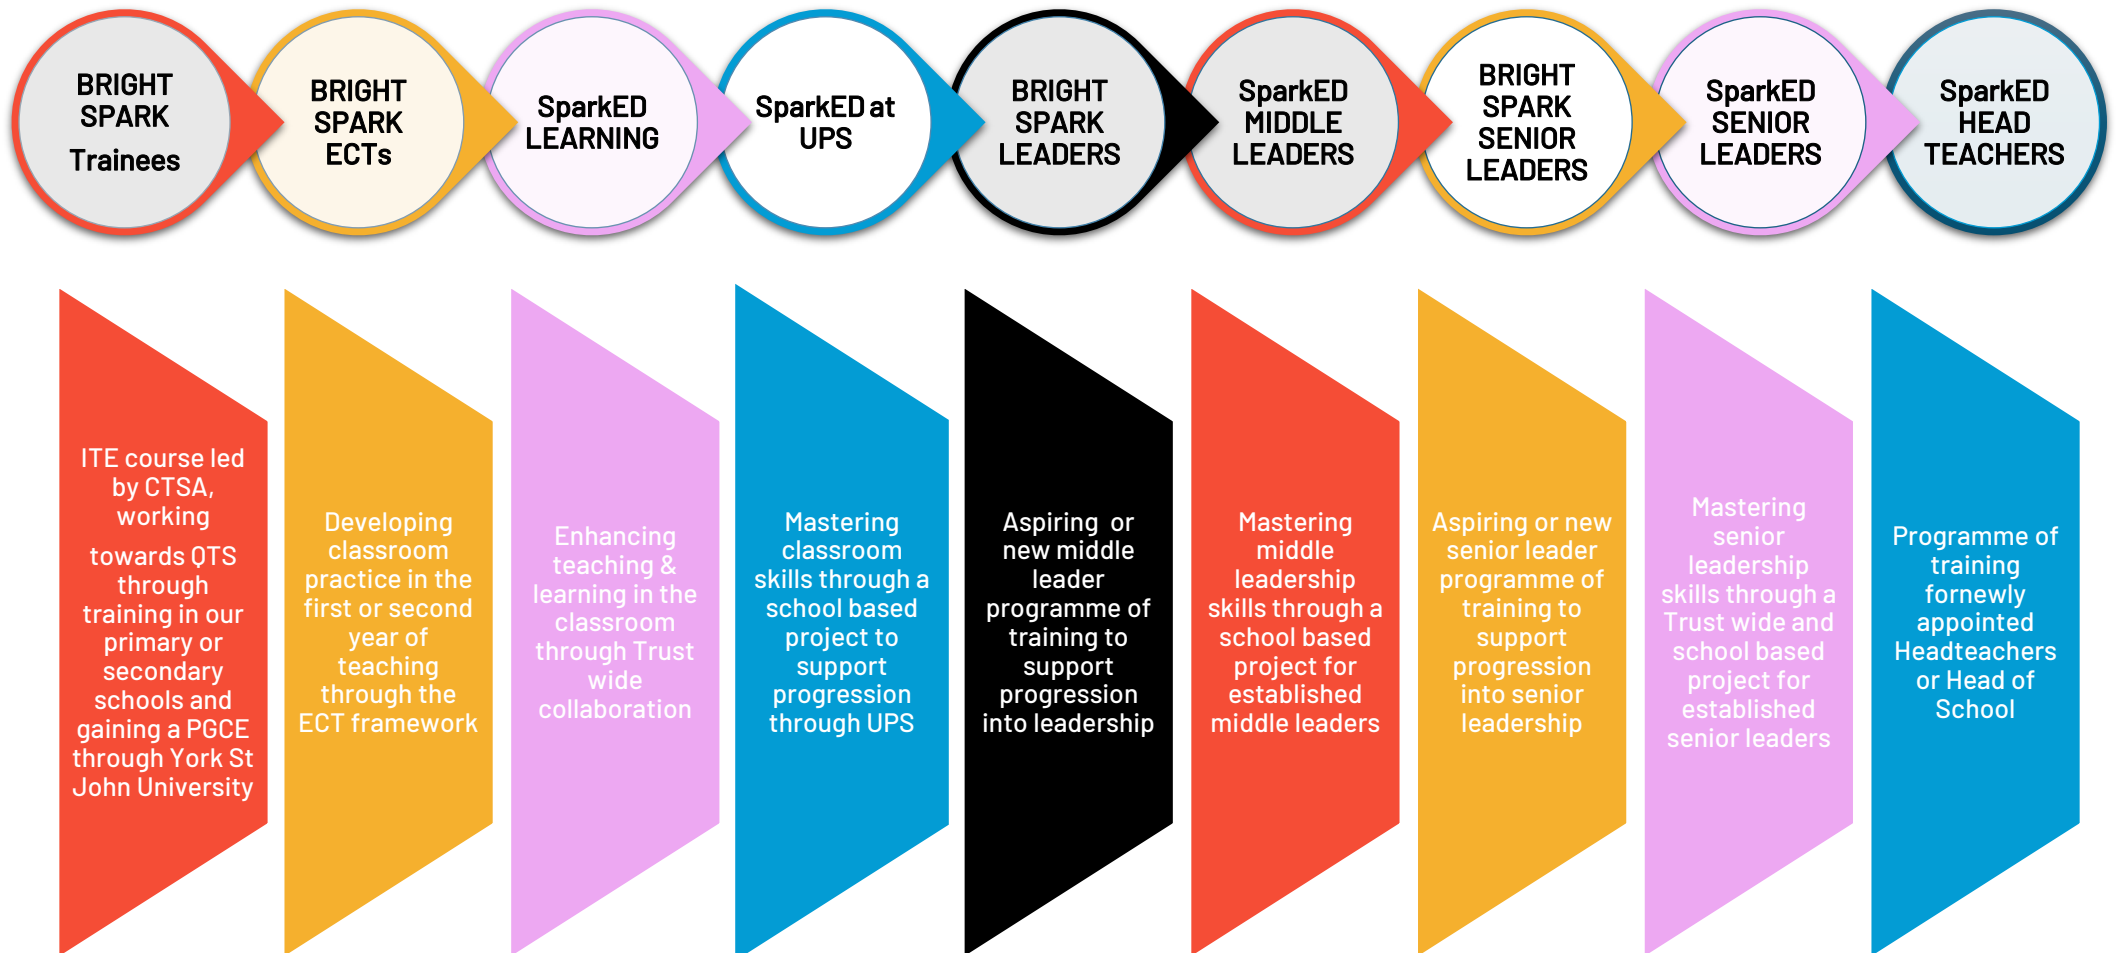 BRIGHT
SPARK
Trainees
BRIGHT
SPARK
ECTs
SparkED
LEARNING
SparkED at
UPS
BRIGHT
SPARK
LEADERS
SparkED
MIDDLE
LEADERS
BRIGHT
SPARK
SENIOR
LEADERS
SparkED
SENIOR
LEADERS
SparkED
HEAD
TEACHERS
ITE course led
by CTSA,
working
towards QTS
through
training in our
primary or
secondary
schools and
gaining a PGCE
through York St
John University
Developing
classroom
practice in the
first or second
year of
teaching
through the
ECT framework
Enhancing
teaching &
learning in the
classroom
through Trust
wide
collaboration
Mastering
classroom
skills through a
school based
project to
support
progression
through UPS
Aspiring  or
new middle
leader
programme of
training to
support
progression
into leadership
Mastering
middle
leadership
skills through a
school based
project for
established
middle leaders
Aspiring or new
senior leader
programme of
training to
support
progression
into senior
leadership
Mastering
senior
leadership
skills through a
Trust wide and
school based
project for
established
senior leaders
Programme of
training
fornewly
appointed
Headteachers
or Head of
School